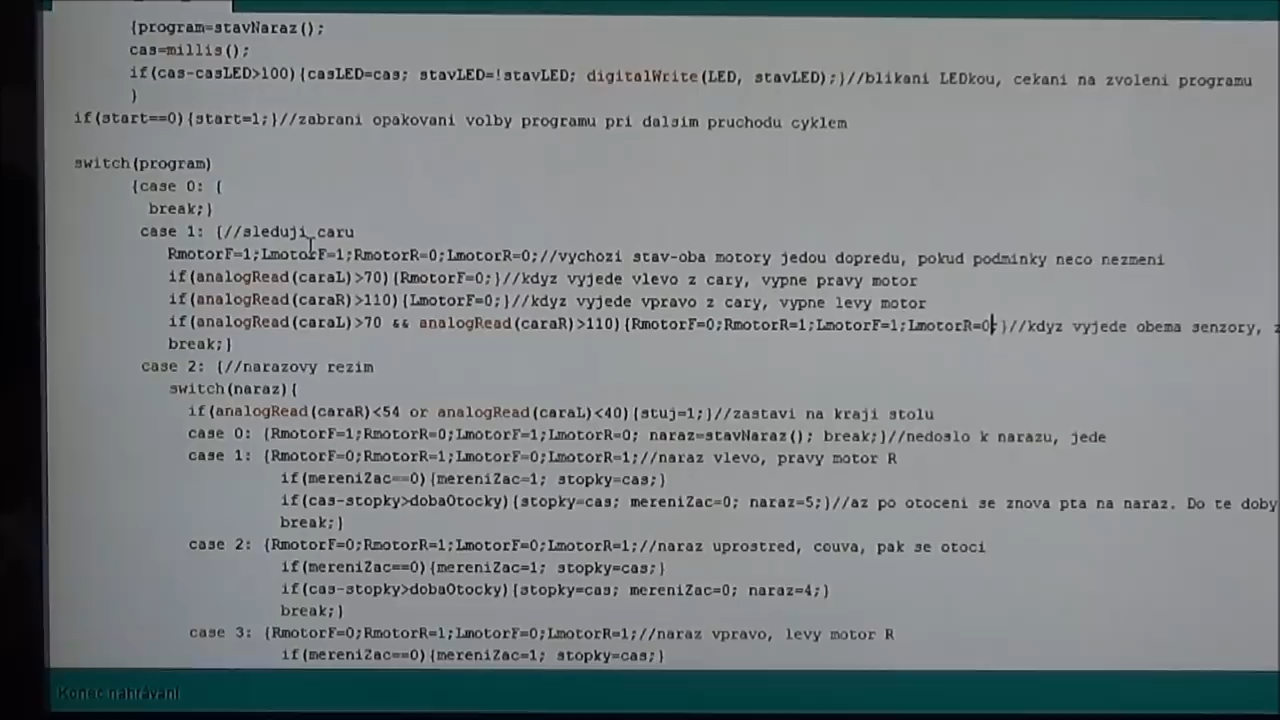 {program=stavNaraz();
cas=millis();
if(cas-casLED>100){casLED=cas; stavLED=!stavLED; digitalWrite(LED, stavLED);}//blikani LEDkou, cekani na zvoleni programu
}
if(start==0){start=1;}//zabrani opakovani volby programu pri dalsim pruchodu cyklem
switch(program)
{case 0: {
break;}
case 1: {//sleduji caru
RmotorF=1;LmotorF=1;RmotorR=0;LmotorR=0;//vychozi stav-oba motory jedou dopredu, pokud podminky neco nezmeni
if(analogRead(caraL)>70){RmotorF=0;}//kdyz vyjede vlevo z cary, vypne pravy motor
if(analogRead(caraR)>110){LmotorF=0;}//kdyz vyjede vpravo z cary, vypne levy motor
if(analogRead(caraL)>70 && analogRead(caraR)>110){RmotorF=0;RmotorR=1;LmotorF=1;LmotorR=0;}//kdyz vyjede obema senzory, z
break;}
case 2: {//narazovy rezim
switch(naraz){
if(analogRead(caraR)<54 or analogRead(caraL)<40){stuj=1;}//zastavi na kraji stolu
case 0: {RmotorF=1;RmotorR=0;LmotorF=1;LmotorR=0; naraz=stavNaraz(); break;}//nedoslo k narazu, jede
case 1: {RmotorF=0;RmotorR=1;LmotorF=0;LmotorR=1;//naraz vlevo, pravy motor R
if(mereniZac==0){mereniZac=1; stopky=cas;}
if(cas-stopky>dobaOtocky){stopky=cas; mereniZac=0; naraz=5;}//az po otoceni se znova pta na naraz. Do te doby
break;}
case 2: {RmotorF=0;RmotorR=1;LmotorF=0;LmotorR=1;//naraz uprostred, couva, pak se otoci
if(mereniZac==0){mereniZac=1; stopky=cas;}
if(cas-stopky>dobaOtocky){stopky=cas; mereniZac=0; naraz=4;}
break;}
case 3: {RmotorF=0;RmotorR=1;LmotorF=0;LmotorR=1;//naraz vpravo, levy motor R
if(mereniZac==0){mereniZac=1; stopky=cas;}
Konec nahrávání